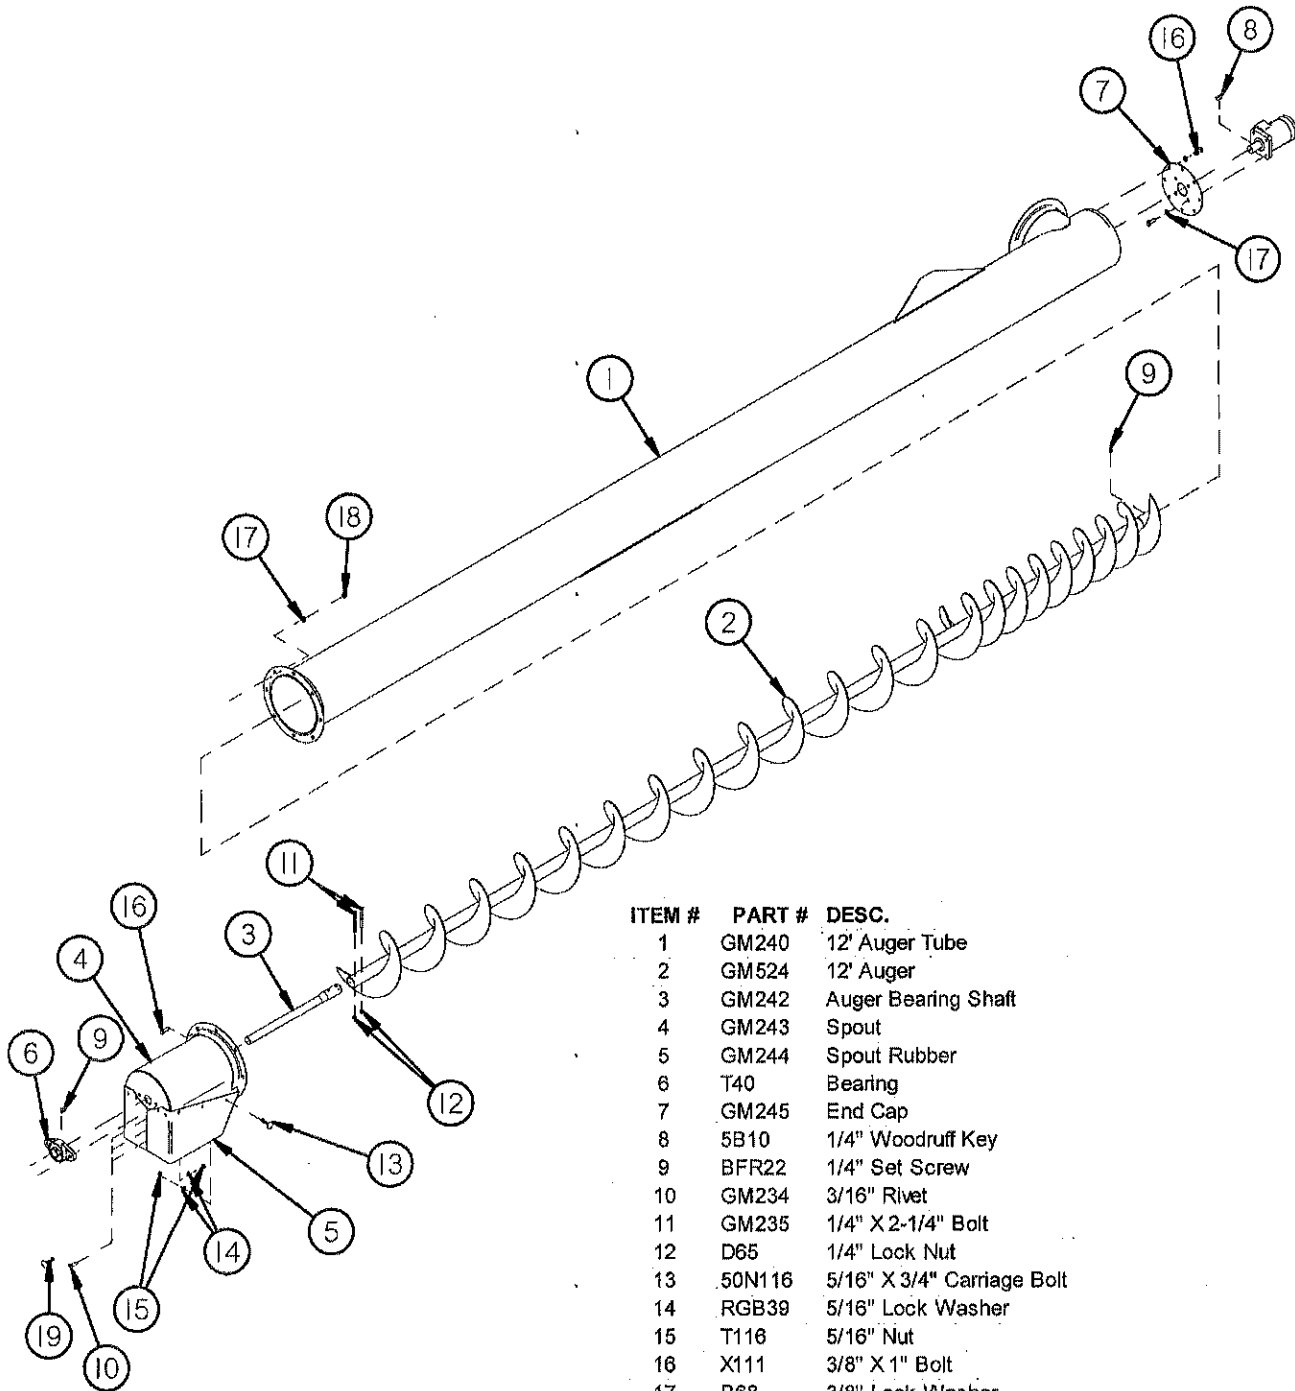 16
8
7
17
1
9
18
17
2
11
16
3
4
9
6
12
13
5
14
15
19
10
ITEM # PART # DESC.
1 GM240 12' Auger Tube
2 GM524 12' Auger
3 GM242 Auger Bearing Shaft
4 GM243 Spout
5 GM244 Spout Rubber
6 T40 Bearing
7 GM245 End Cap
8 5B10 1/4" Woodruff Key
9 BFR22 1/4" Set Screw
10 GM234 3/16" Rivet
11 GM235 1/4" X 2-1/4" Bolt
12 D65 1/4" Lock Nut
13 50N116 5/16" X 3/4" Carriage Bolt
14 RGB39 5/16" Lock Washer
15 T116 5/16" Nut
16 X111 3/8" X 1" Bolt
17 3/8" Lock Washer